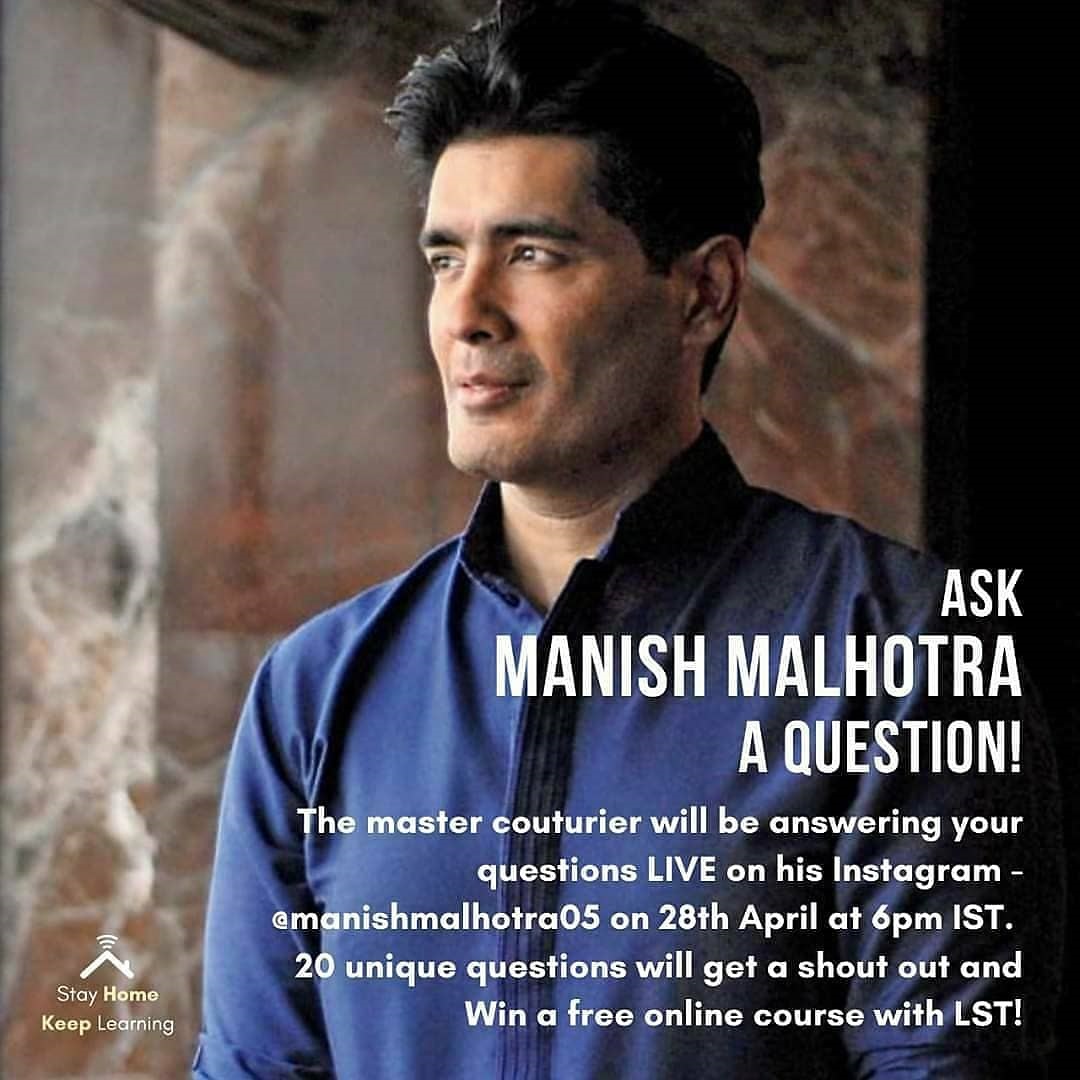 ASK
MANISH MALHOTRA
A QUESTION!
The master couturier will be answering your
questions LIVE on his Instagram -
@manishmalhotra05 on 28th April at 6pm IST.
20 unique questions will get a shout out and
Win a free online course with LST!
Stay Home
Keep Learning